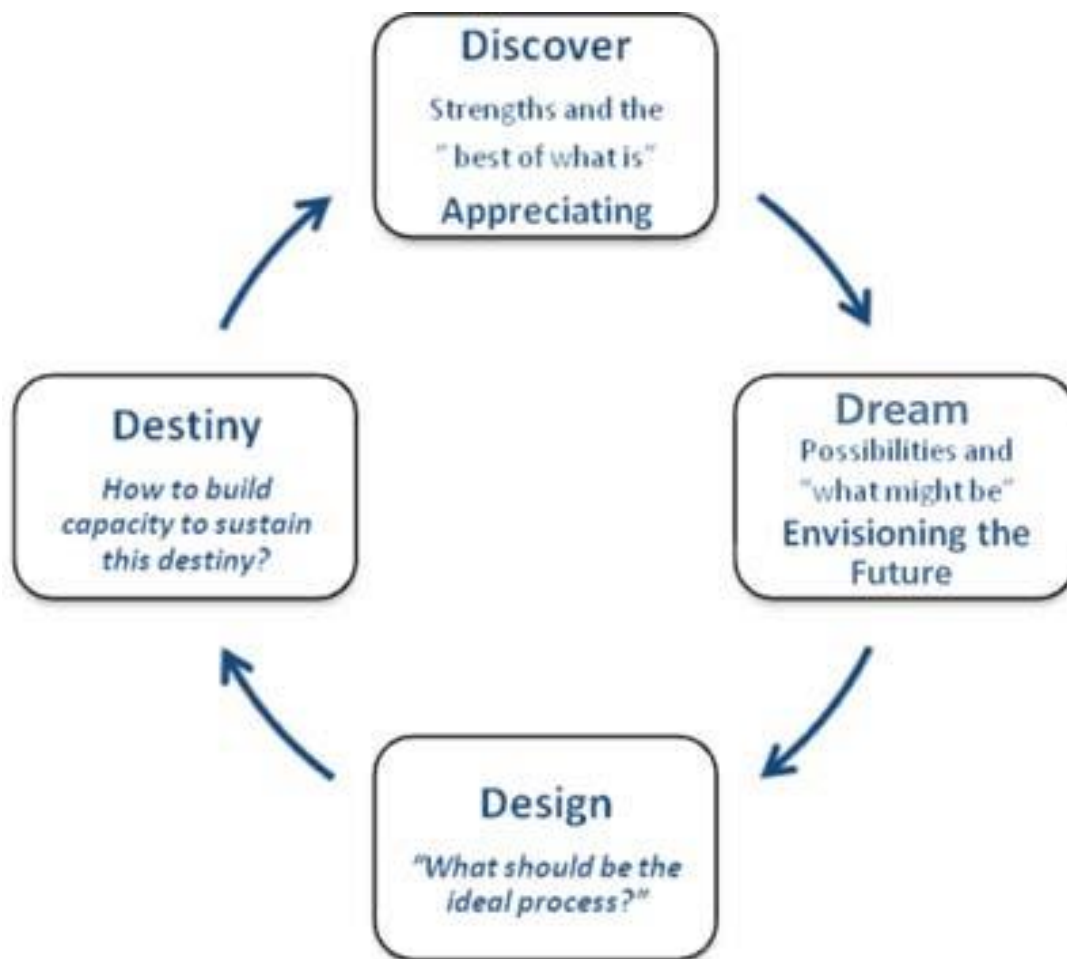 Discover
Strengths and the
" best of what is"
Appreciating
Dream
Possibilities and
"what might be"
Envisioning the
Future
Design
"What should be the
ideal process?"
Destiny
How to build
capacity to sustain
this destiny?